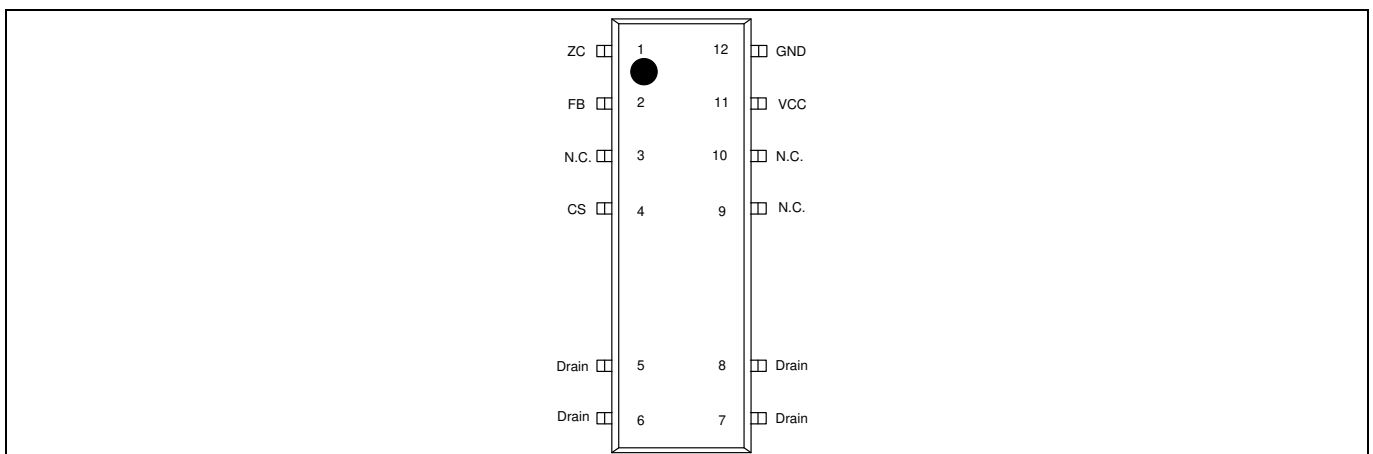 ZC 1 12 GND
FB 2 11 VCC
N.C. 3 10 N.C.
CS 4 9 N.C.
Drain 5 8 Drain
Drain 6 7 Drain